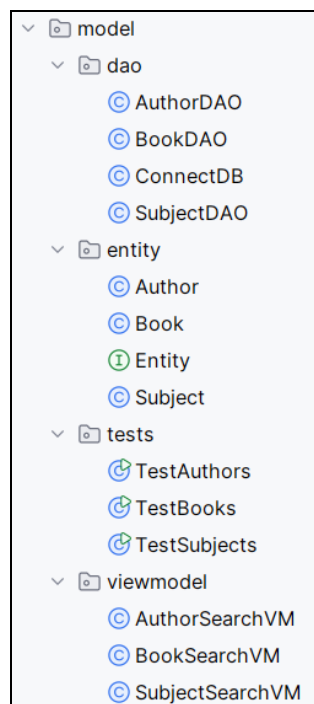 model
dao
C AuthorDAO
C BookDAO
C ConnectDB
C SubjectDAO
entity
C Author
C Book
I Entity
C Subject
tests
C TestAuthors
C TestBooks
C TestSubjects
viewmodel
C AuthorSearchVM
C BookSearchVM
C SubjectSearchVM